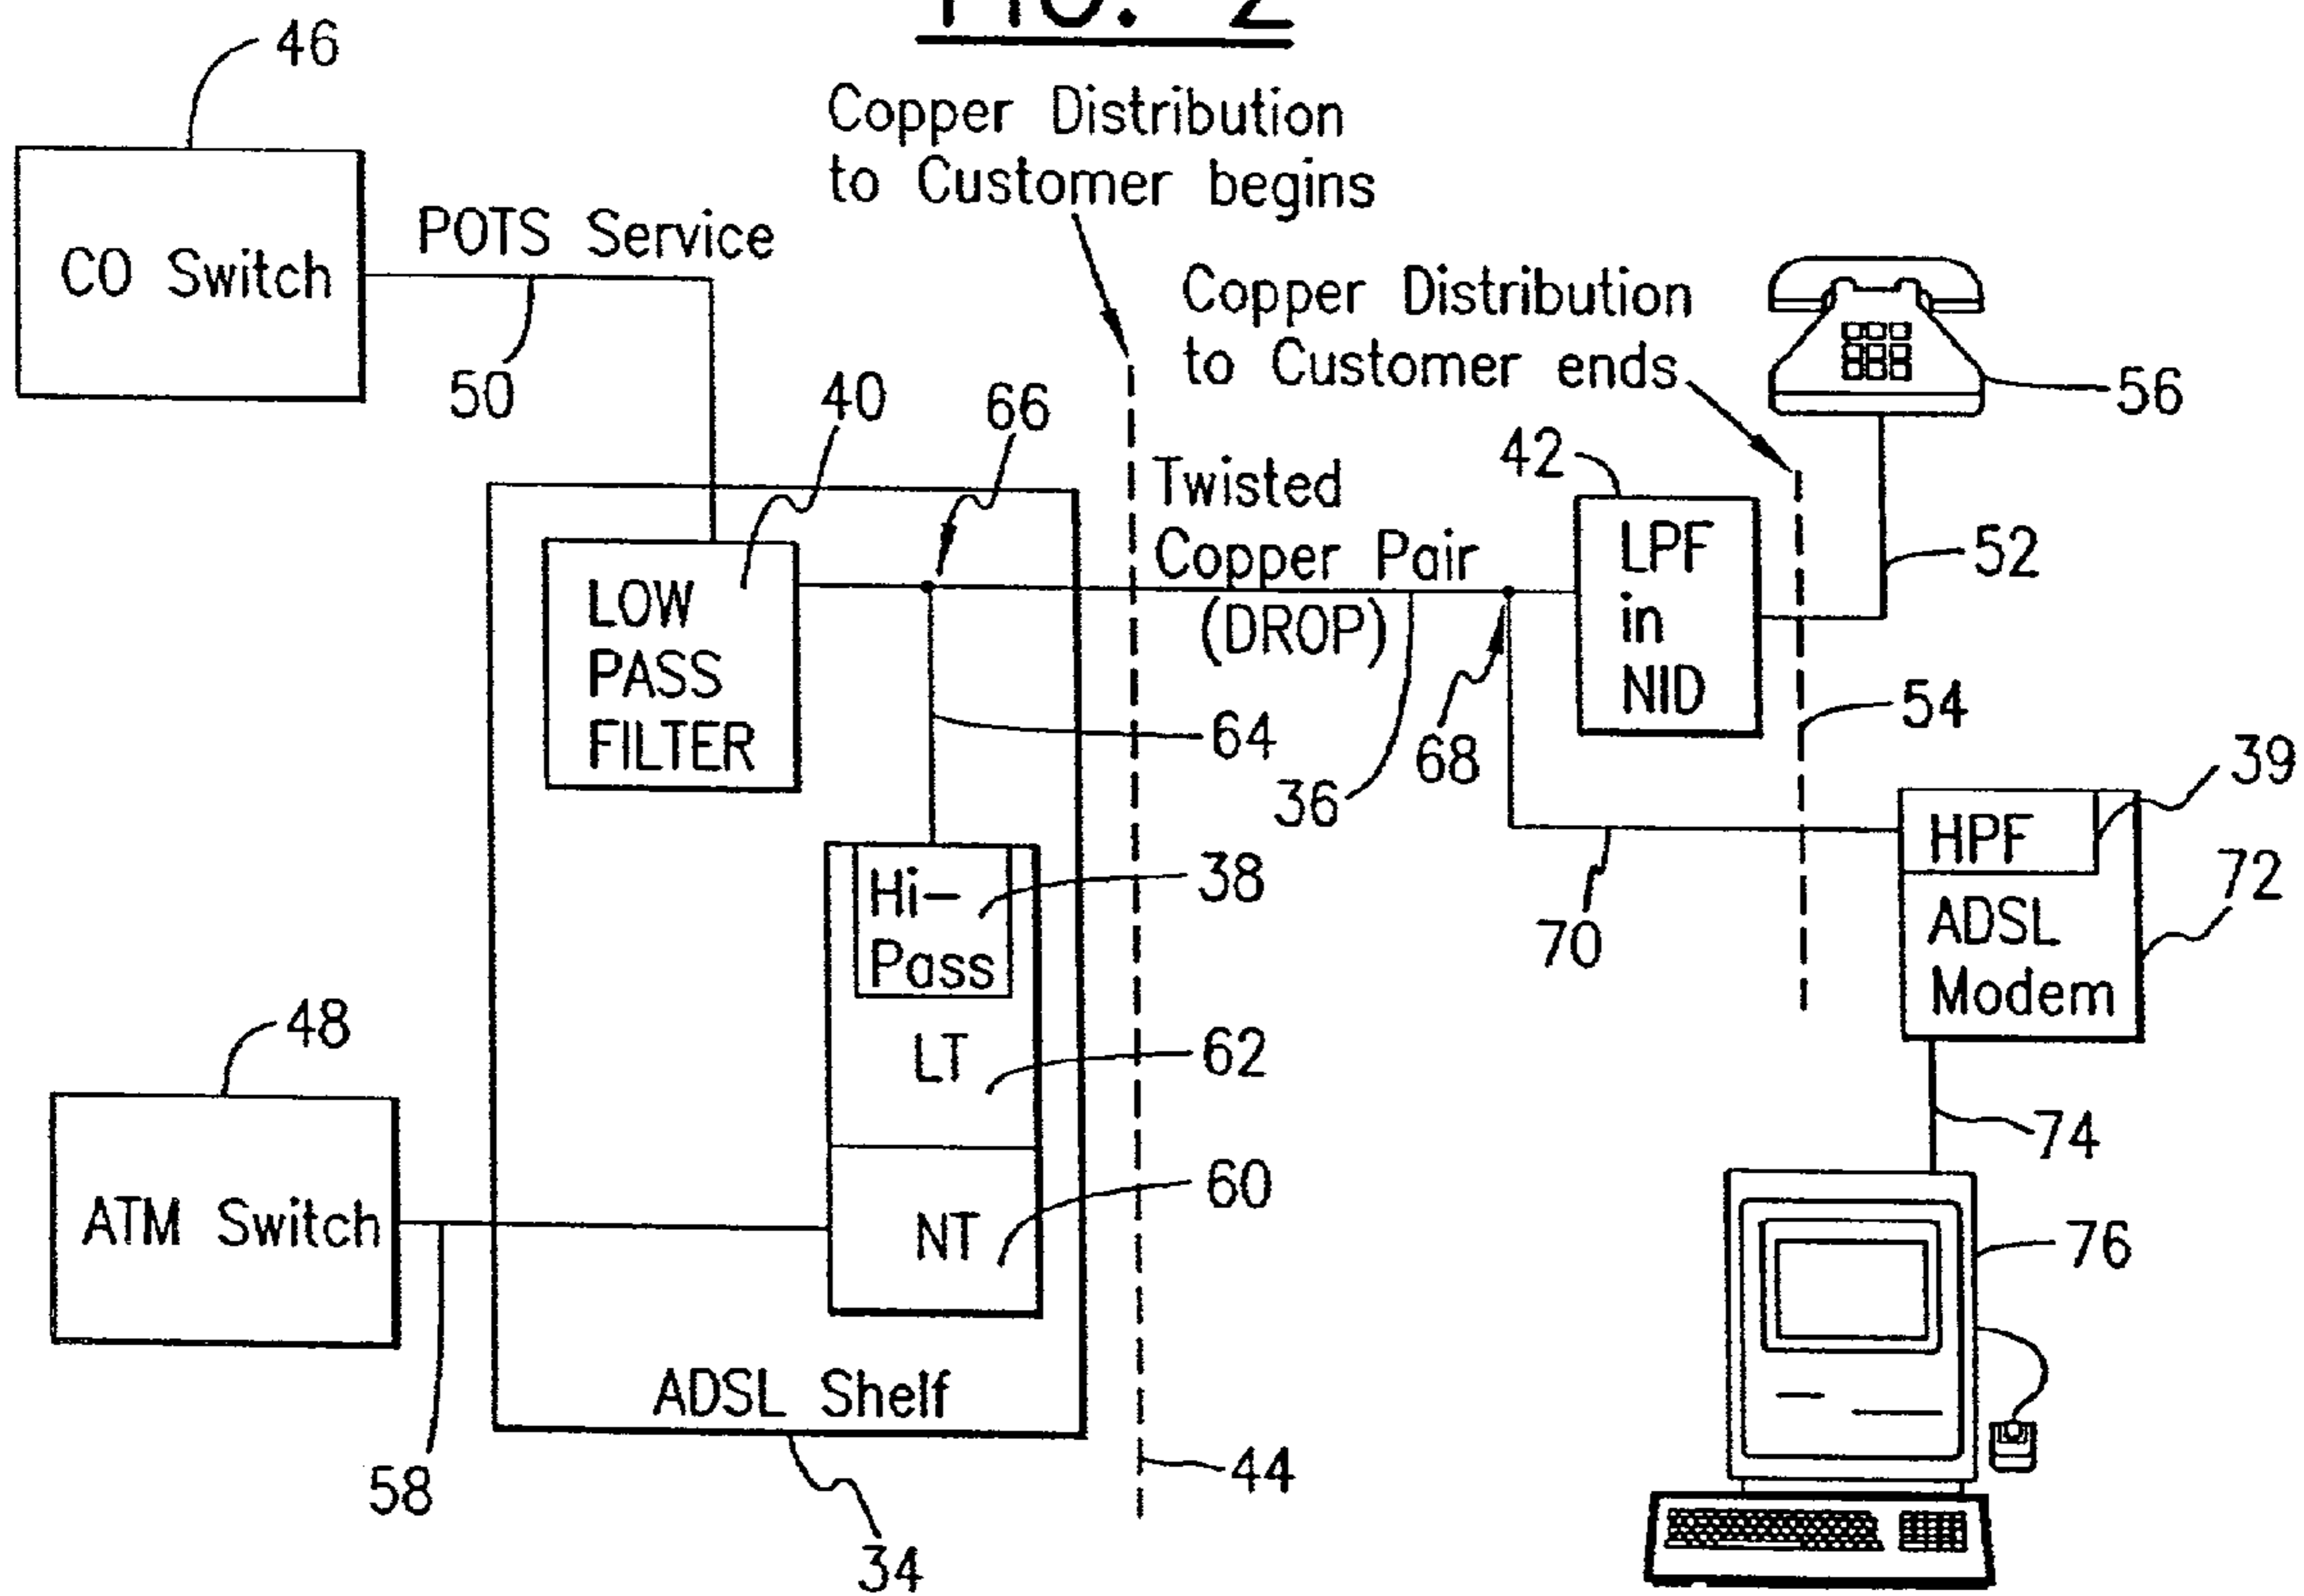 FIG. 2
46
Copper Distribution
to Customer begins
CO Switch
POTS Service
50
Copper Distribution
to Customer ends
56
40
66
42
Twisted
Copper Pair
(DROP)
LPF
in
NID
52
LOW
PASS
FILTER
64
36
68
54
39
HPF
ADSL
Modem
72
70
Hi-
Pass
38
48
LT
62
74
ATM Switch
NT
60
76
ADSL Shelf
58
44
34